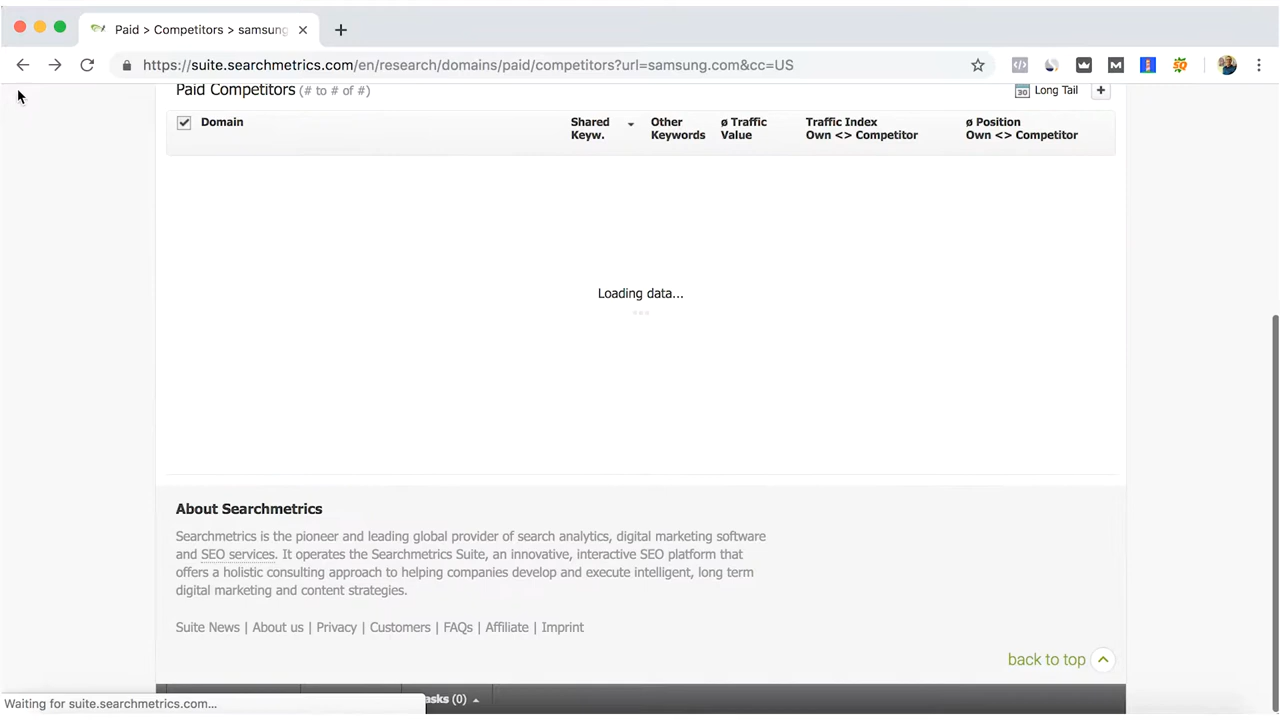 Paid > Competitors > samsung
https://suite.searchmetrics.com/en/research/domains/paid/competitors?url=samsung.com&cc=US
Paid Competitors (# to # of #)
30 Long Tail +
Domain
Shared Keyw.
Other Keywords
ø Traffic Value
Traffic Index Own <> Competitor
ø Position Own <> Competitor
Loading data...
About Searchmetrics
Searchmetrics is the pioneer and leading global provider of search analytics, digital marketing software
and SEO services. It operates the Searchmetrics Suite, an innovative, interactive SEO platform that
offers a holistic consulting approach to helping companies develop and execute intelligent, long term
digital marketing and content strategies.
Suite News | About us | Privacy | Customers | FAQs | Affiliate | Imprint
back to top
asks (0)
Waiting for suite.searchmetrics.com...